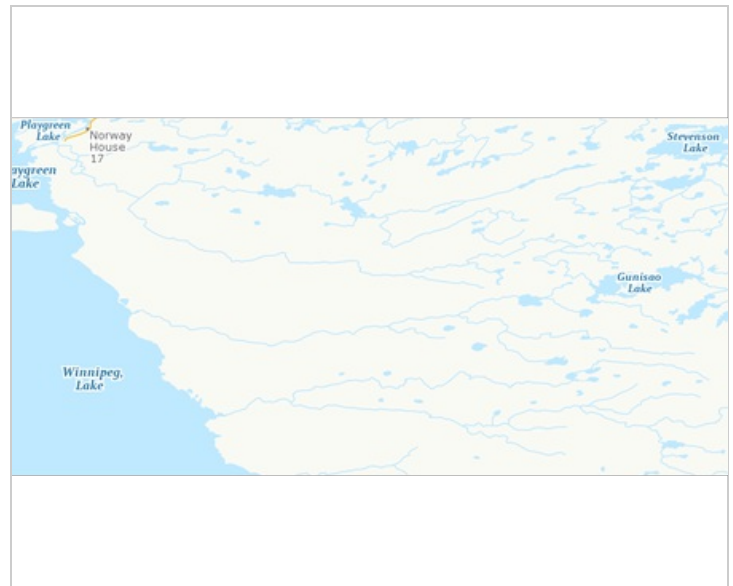 Playgreen
Lake
Norway
House
17
aygreen
Lake
Stevenson
Lake
Gunisao
Lake
Winnipeg,
Lake